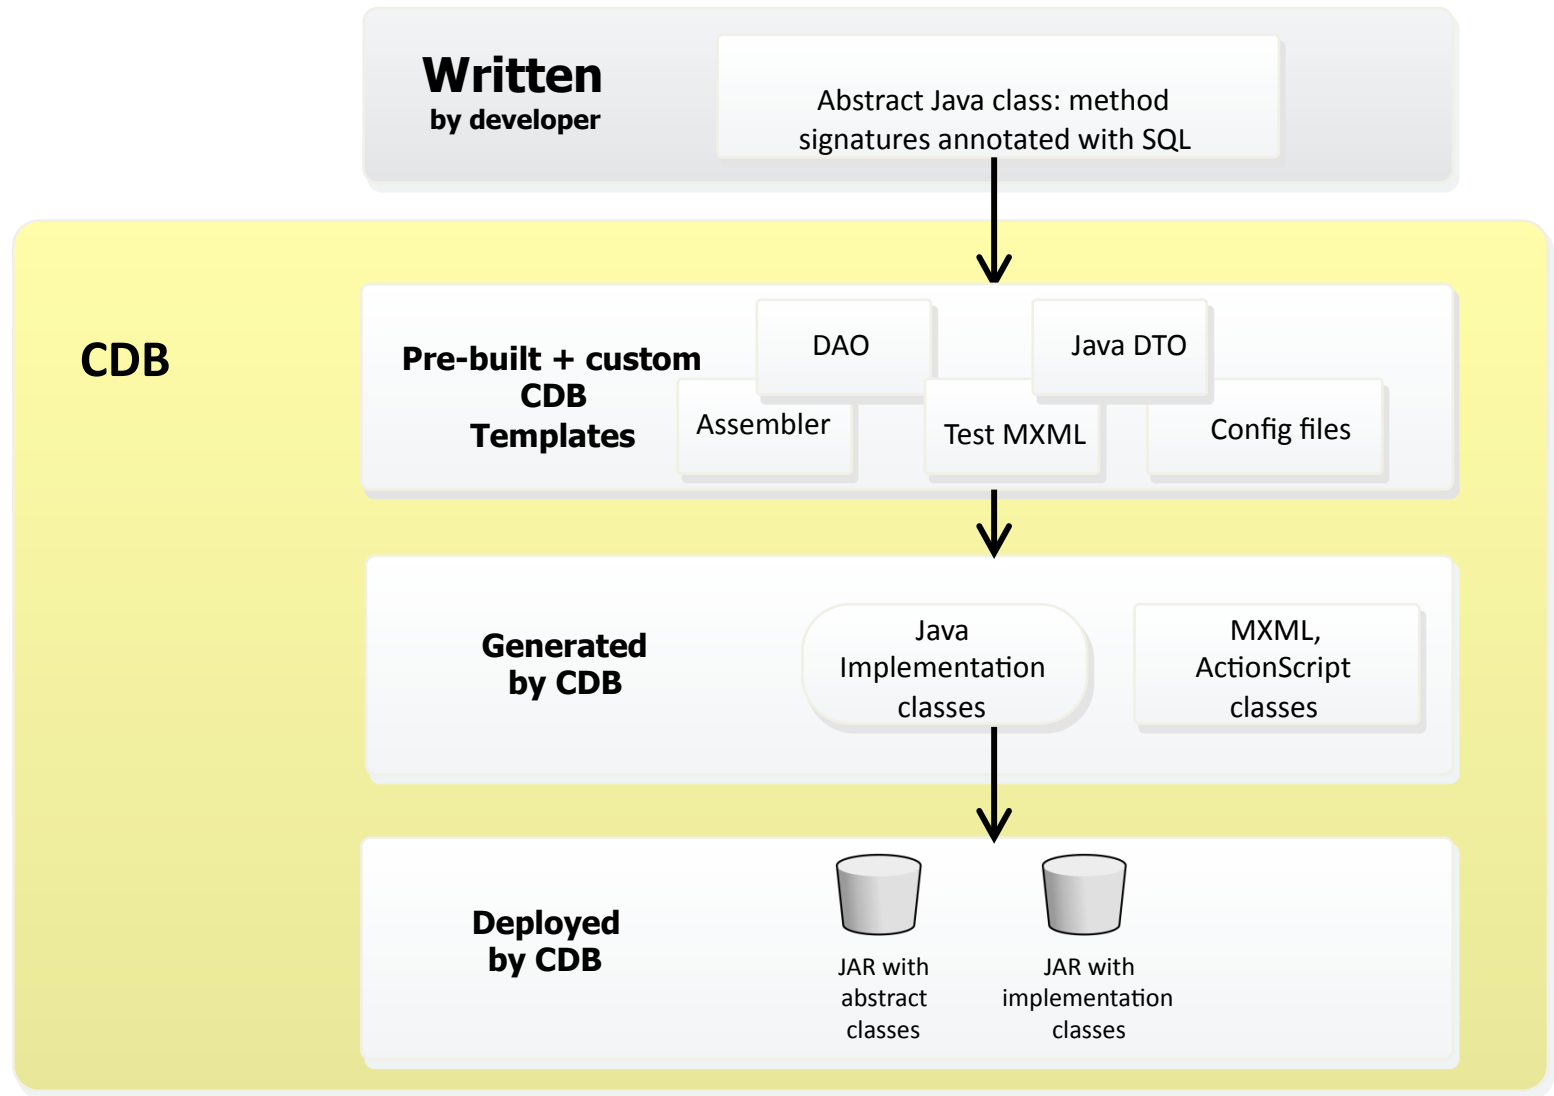 Written
by developer
Abstract Java class: method
signatures annotated with SQL
CDB
Pre-built + custom
CDB
Templates
DAO
Java DTO
Assembler
Test MXML
Config files
Generated
by CDB
Java
Implementation
classes
MXML,
ActionScript
classes
Deployed
by CDB
JAR with
abstract
classes
JAR with
implementation
classes